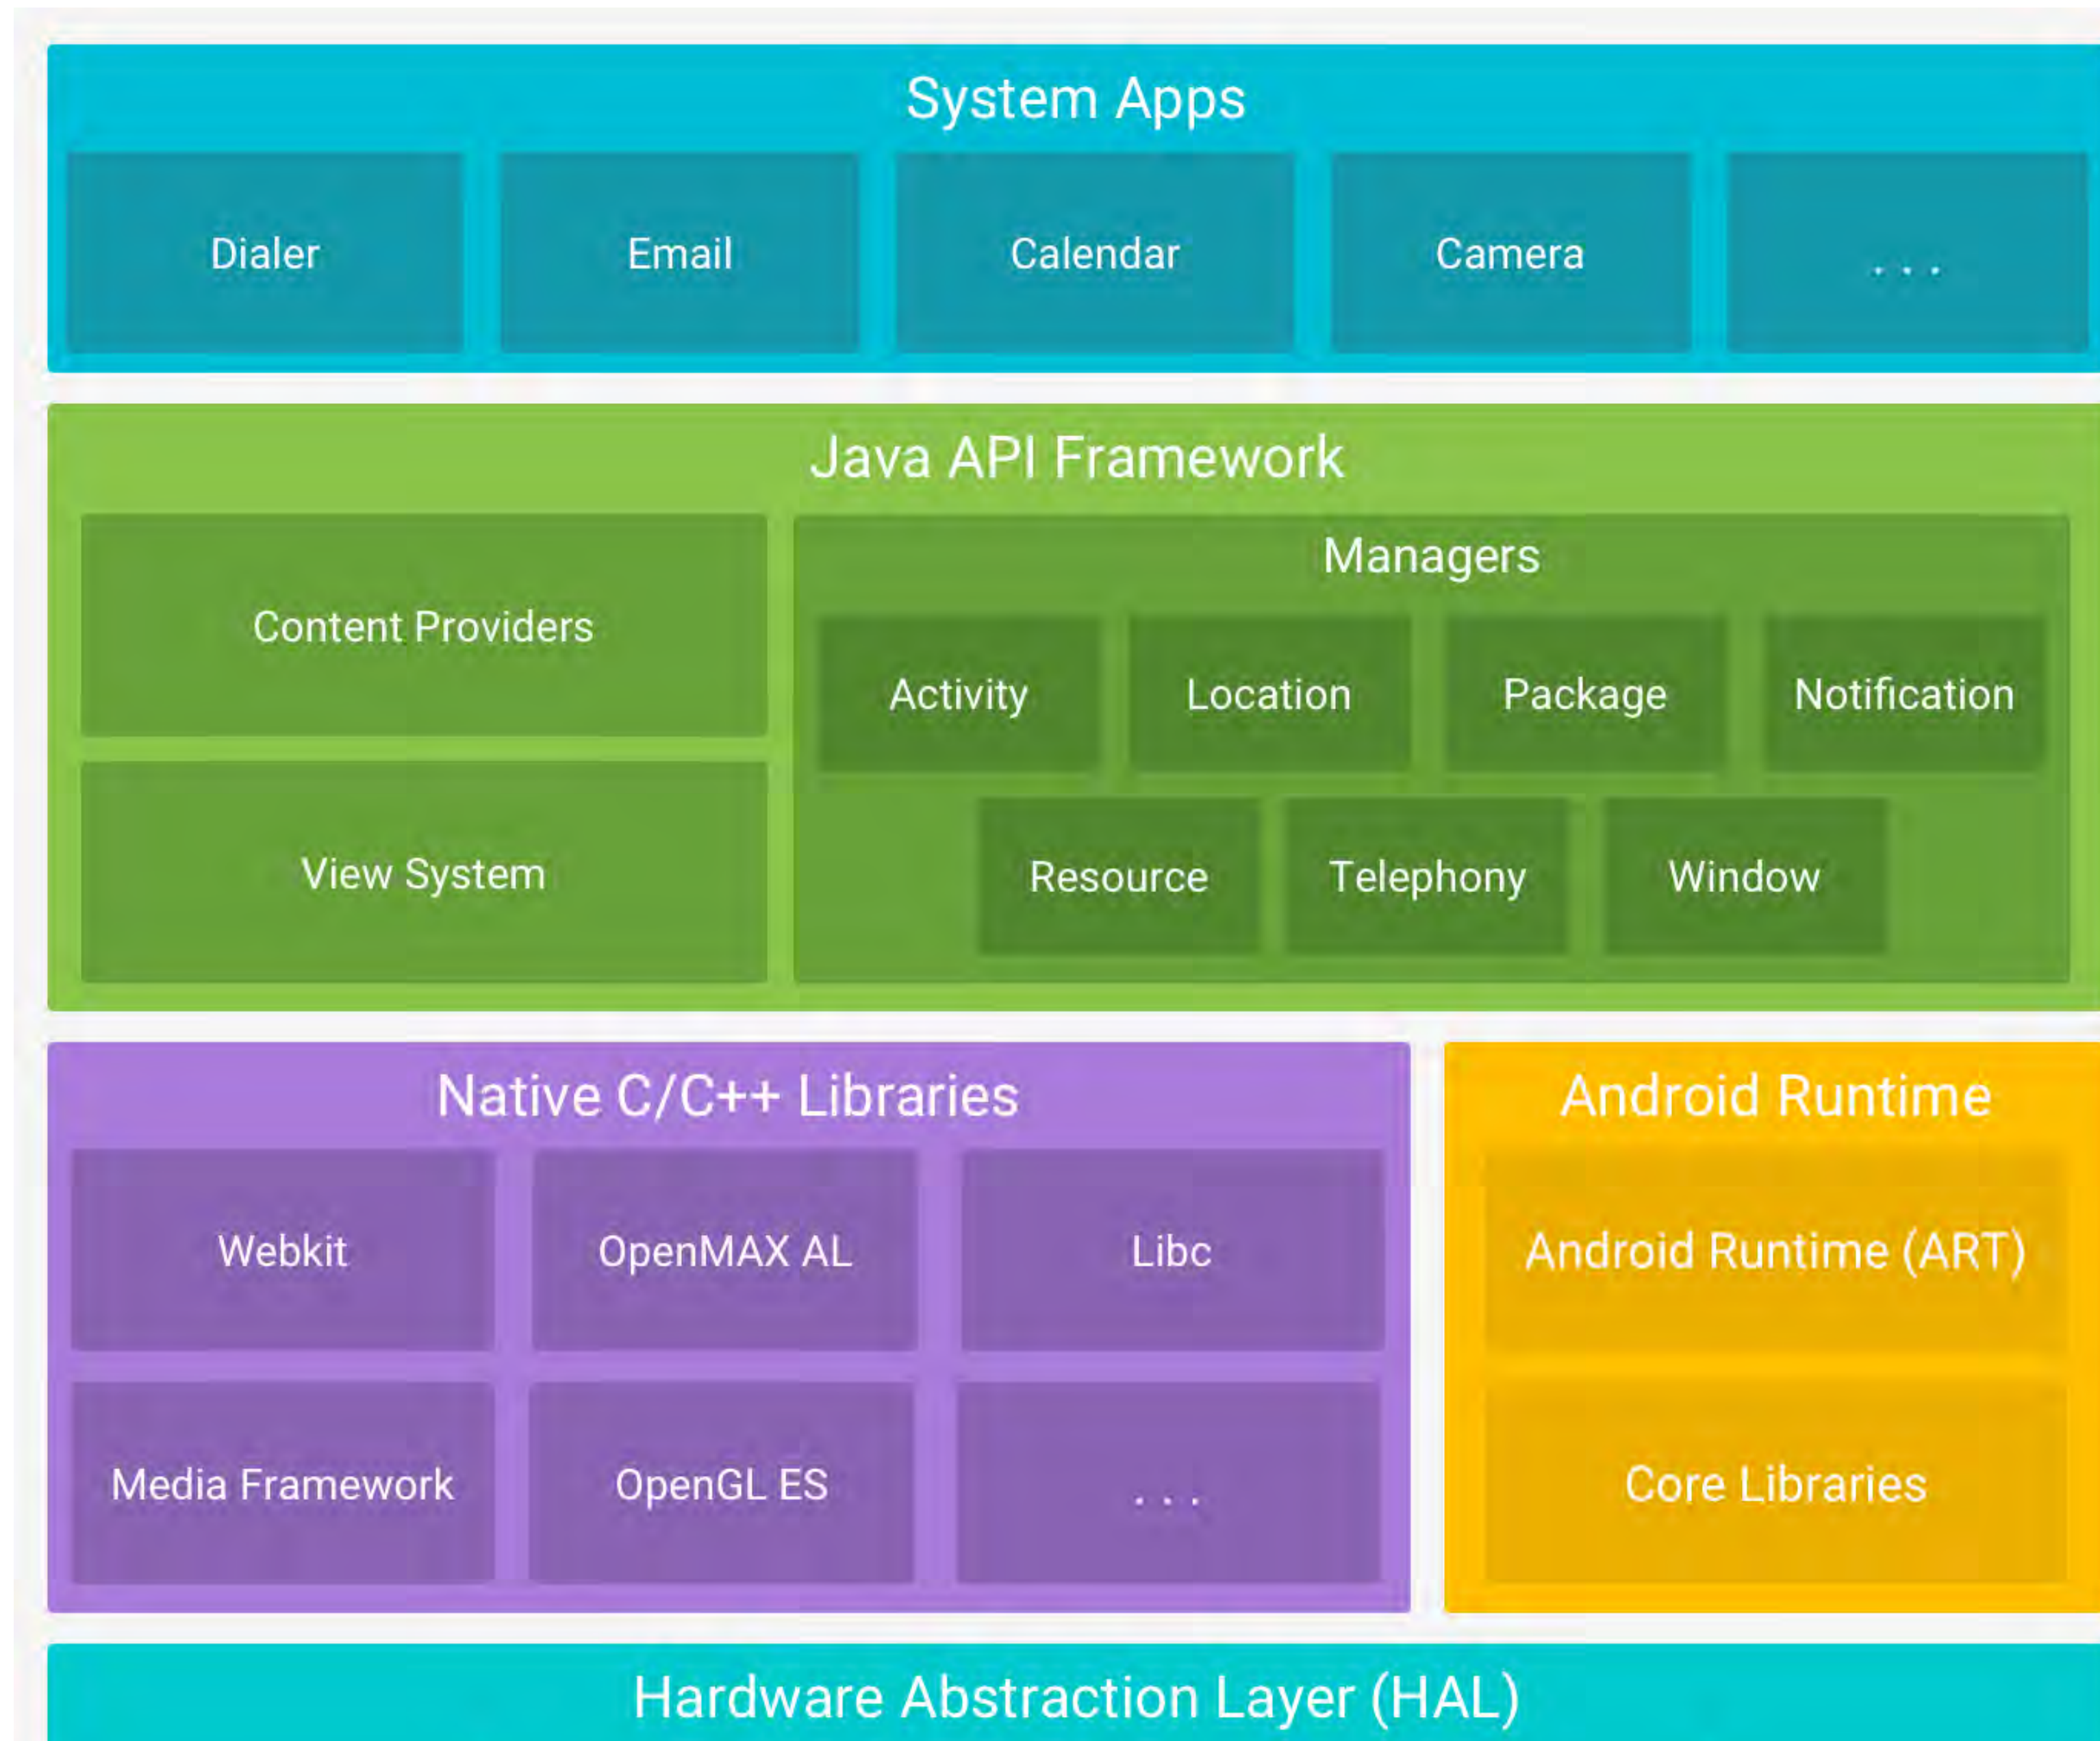 System Apps
Dialer Email Calendar Camera . . .
Java API Framework
Content Providers
View System
Managers
Activity Location Package Notification
Resource Telephony Window
Native C/C++ Libraries
Webkit OpenMAX AL Libc
Media Framework OpenGL ES . . .
Android Runtime
Android Runtime (ART)
Core Libraries
Hardware Abstraction Layer (HAL)